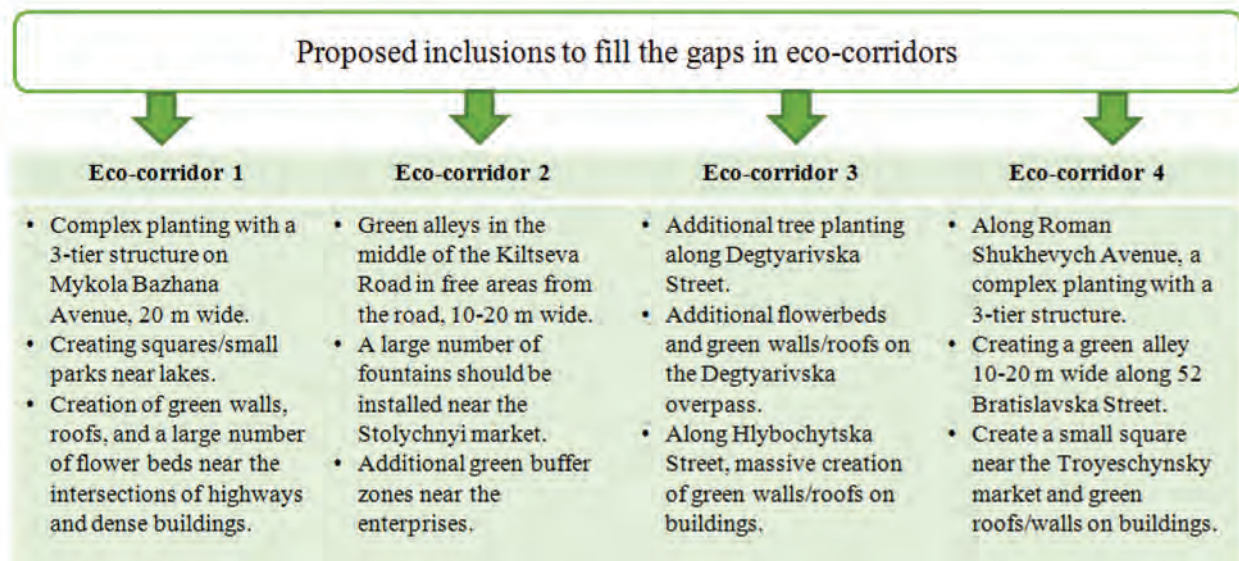 Proposed inclusions to fill the gaps in eco-corridors
Eco-corridor 1
• Complex planting with a
3-tier structure on
Mykola Bazhana
Avenue, 20 m wide.
• Creating squares/small
parks near lakes.
• Creation of green walls,
roofs, and a large number
of flower beds near the
intersections of highways
and dense buildings.
Eco-corridor 2
• Green alleys in the
middle of the Kiltseva
Road in free areas from
the road, 10-20 m wide.
• A large number of
fountains should be
installed near the
Stolychnyi market.
• Additional green buffer
zones near the
enterprises.
Eco-corridor 3
• Additional tree planting
along Degtyarivska
Street.
• Additional flowerbeds
and green walls/roofs on
the Degtyarivska
overpass.
• Along Hlybochytska
Street, massive creation
of green walls/roofs on
buildings.
Eco-corridor 4
• Along Roman
Shukhevych Avenue, a
complex planting with a
3-tier structure.
• Creating a green alley
10-20 m wide along 52
Bratislavska Street.
• Create a small square
near the Troyeschynsky
market and green
roofs/walls on buildings.